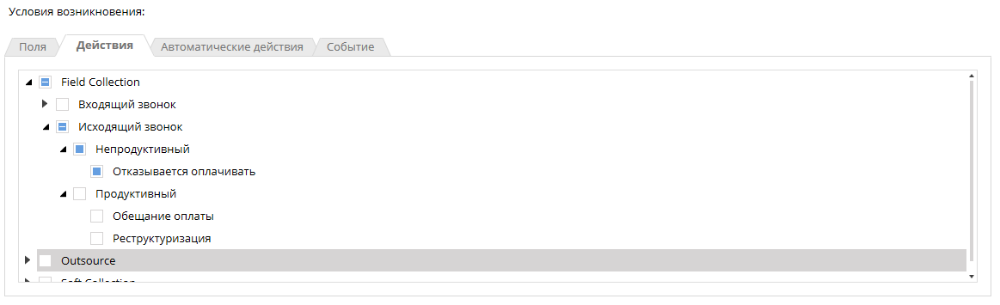 Условия возникновения:
Поля Действия Автоматические действия Событие
Field Collection
Входящий звонок
Исходящий звонок
Непродуктивный
Отказывается оплачивать
Продуктивный
Обещание оплаты
Реструктуризация
Outsource
Soft Collection